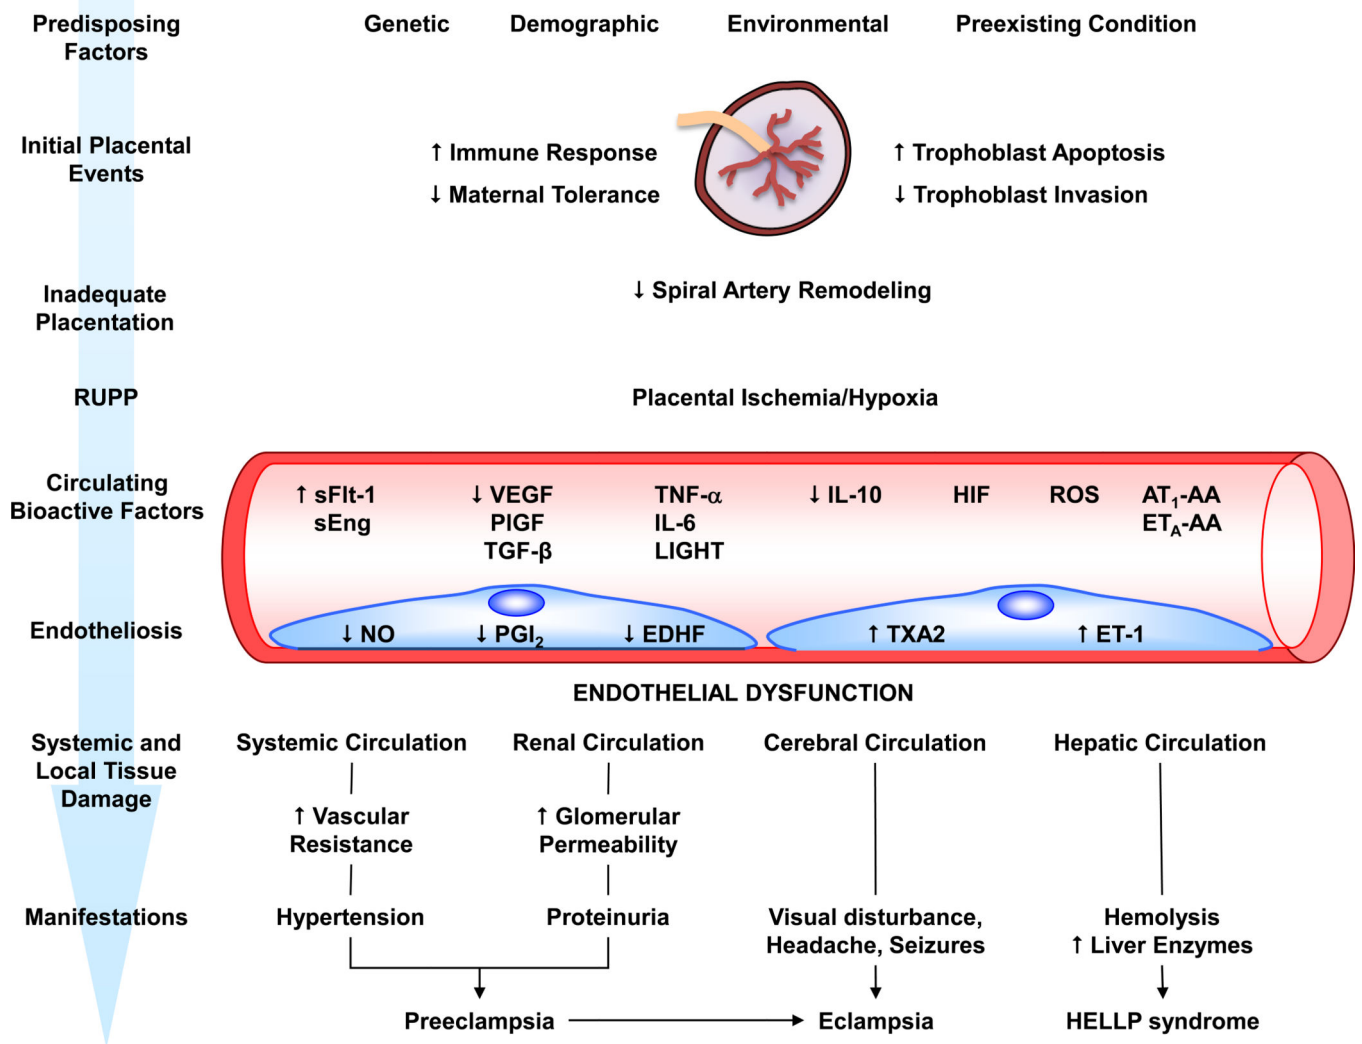 Predisposing
Factors
Genetic
Demographic
Environmental
Preexisting Condition
Initial Placental
Events
↑ Immune Response
↓ Maternal Tolerance
↑ Trophoblast Apoptosis
↓ Trophoblast Invasion
Inadequate
Placentation
↓ Spiral Artery Remodeling
RUPP
Placental Ischemia/Hypoxia
Circulating
Bioactive Factors
↑ sFlt-1
sEng
↓ VEGF
PlGF
TGF-β
TNF-α
IL-6
LIGHT
↓ IL-10
HIF
ROS
AT₁-AA
ET_A-AA
Endotheliosis
↓ NO
↓ PGI₂
↓ EDHF
↑ TXA2
↑ ET-1
ENDOTHELIAL DYSFUNCTION
Systemic and
Local Tissue
Damage
Systemic Circulation
Renal Circulation
Cerebral Circulation
Hepatic Circulation
↑ Vascular
Resistance
↑ Glomerular
Permeability
Manifestations
Hypertension
Proteinuria
Visual disturbance,
Headache, Seizures
Hemolysis
↑ Liver Enzymes
Preeclampsia
Eclampsia
HELLP syndrome